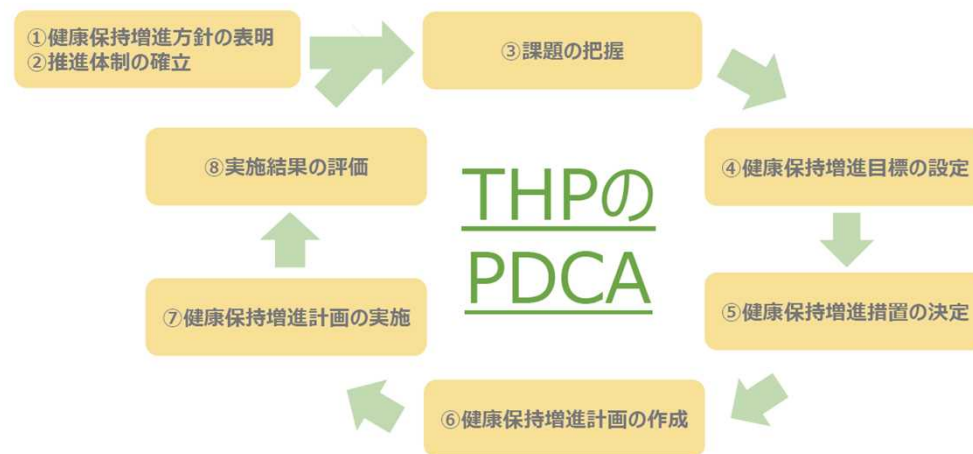 ①健康保持増進方針の表明
②推進体制の確立
③課題の把握
④健康保持増進目標の設定
⑤健康保持増進措置の決定
⑥健康保持増進計画の作成
⑦健康保持増進計画の実施
⑧実施結果の評価
THPの
PDCA